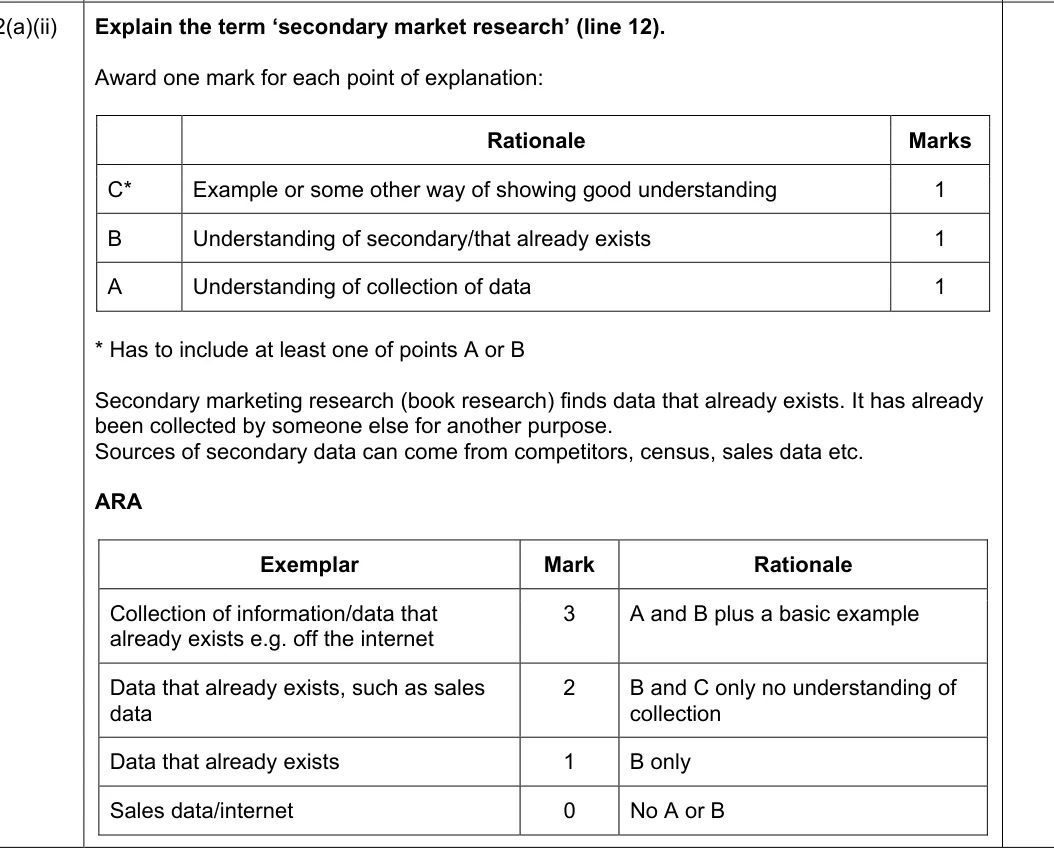 2(a)(ii)
Explain the term ‘secondary market research’ (line 12).
Award one mark for each point of explanation:
Rationale Marks
C* Example or some other way of showing good understanding 1
B Understanding of secondary/that already exists 1
A Understanding of collection of data 1
* Has to include at least one of points A or B
Secondary marketing research (book research) finds data that already exists. It has already
been collected by someone else for another purpose.
Sources of secondary data can come from competitors, census, sales data etc.
ARA
Exemplar Mark Rationale
Collection of information/data that
already exists e.g. off the internet
3
A and B plus a basic example
Data that already exists, such as sales
data
2
B and C only no understanding of
collection
Data that already exists 1 B only
Sales data/internet 0 No A or B